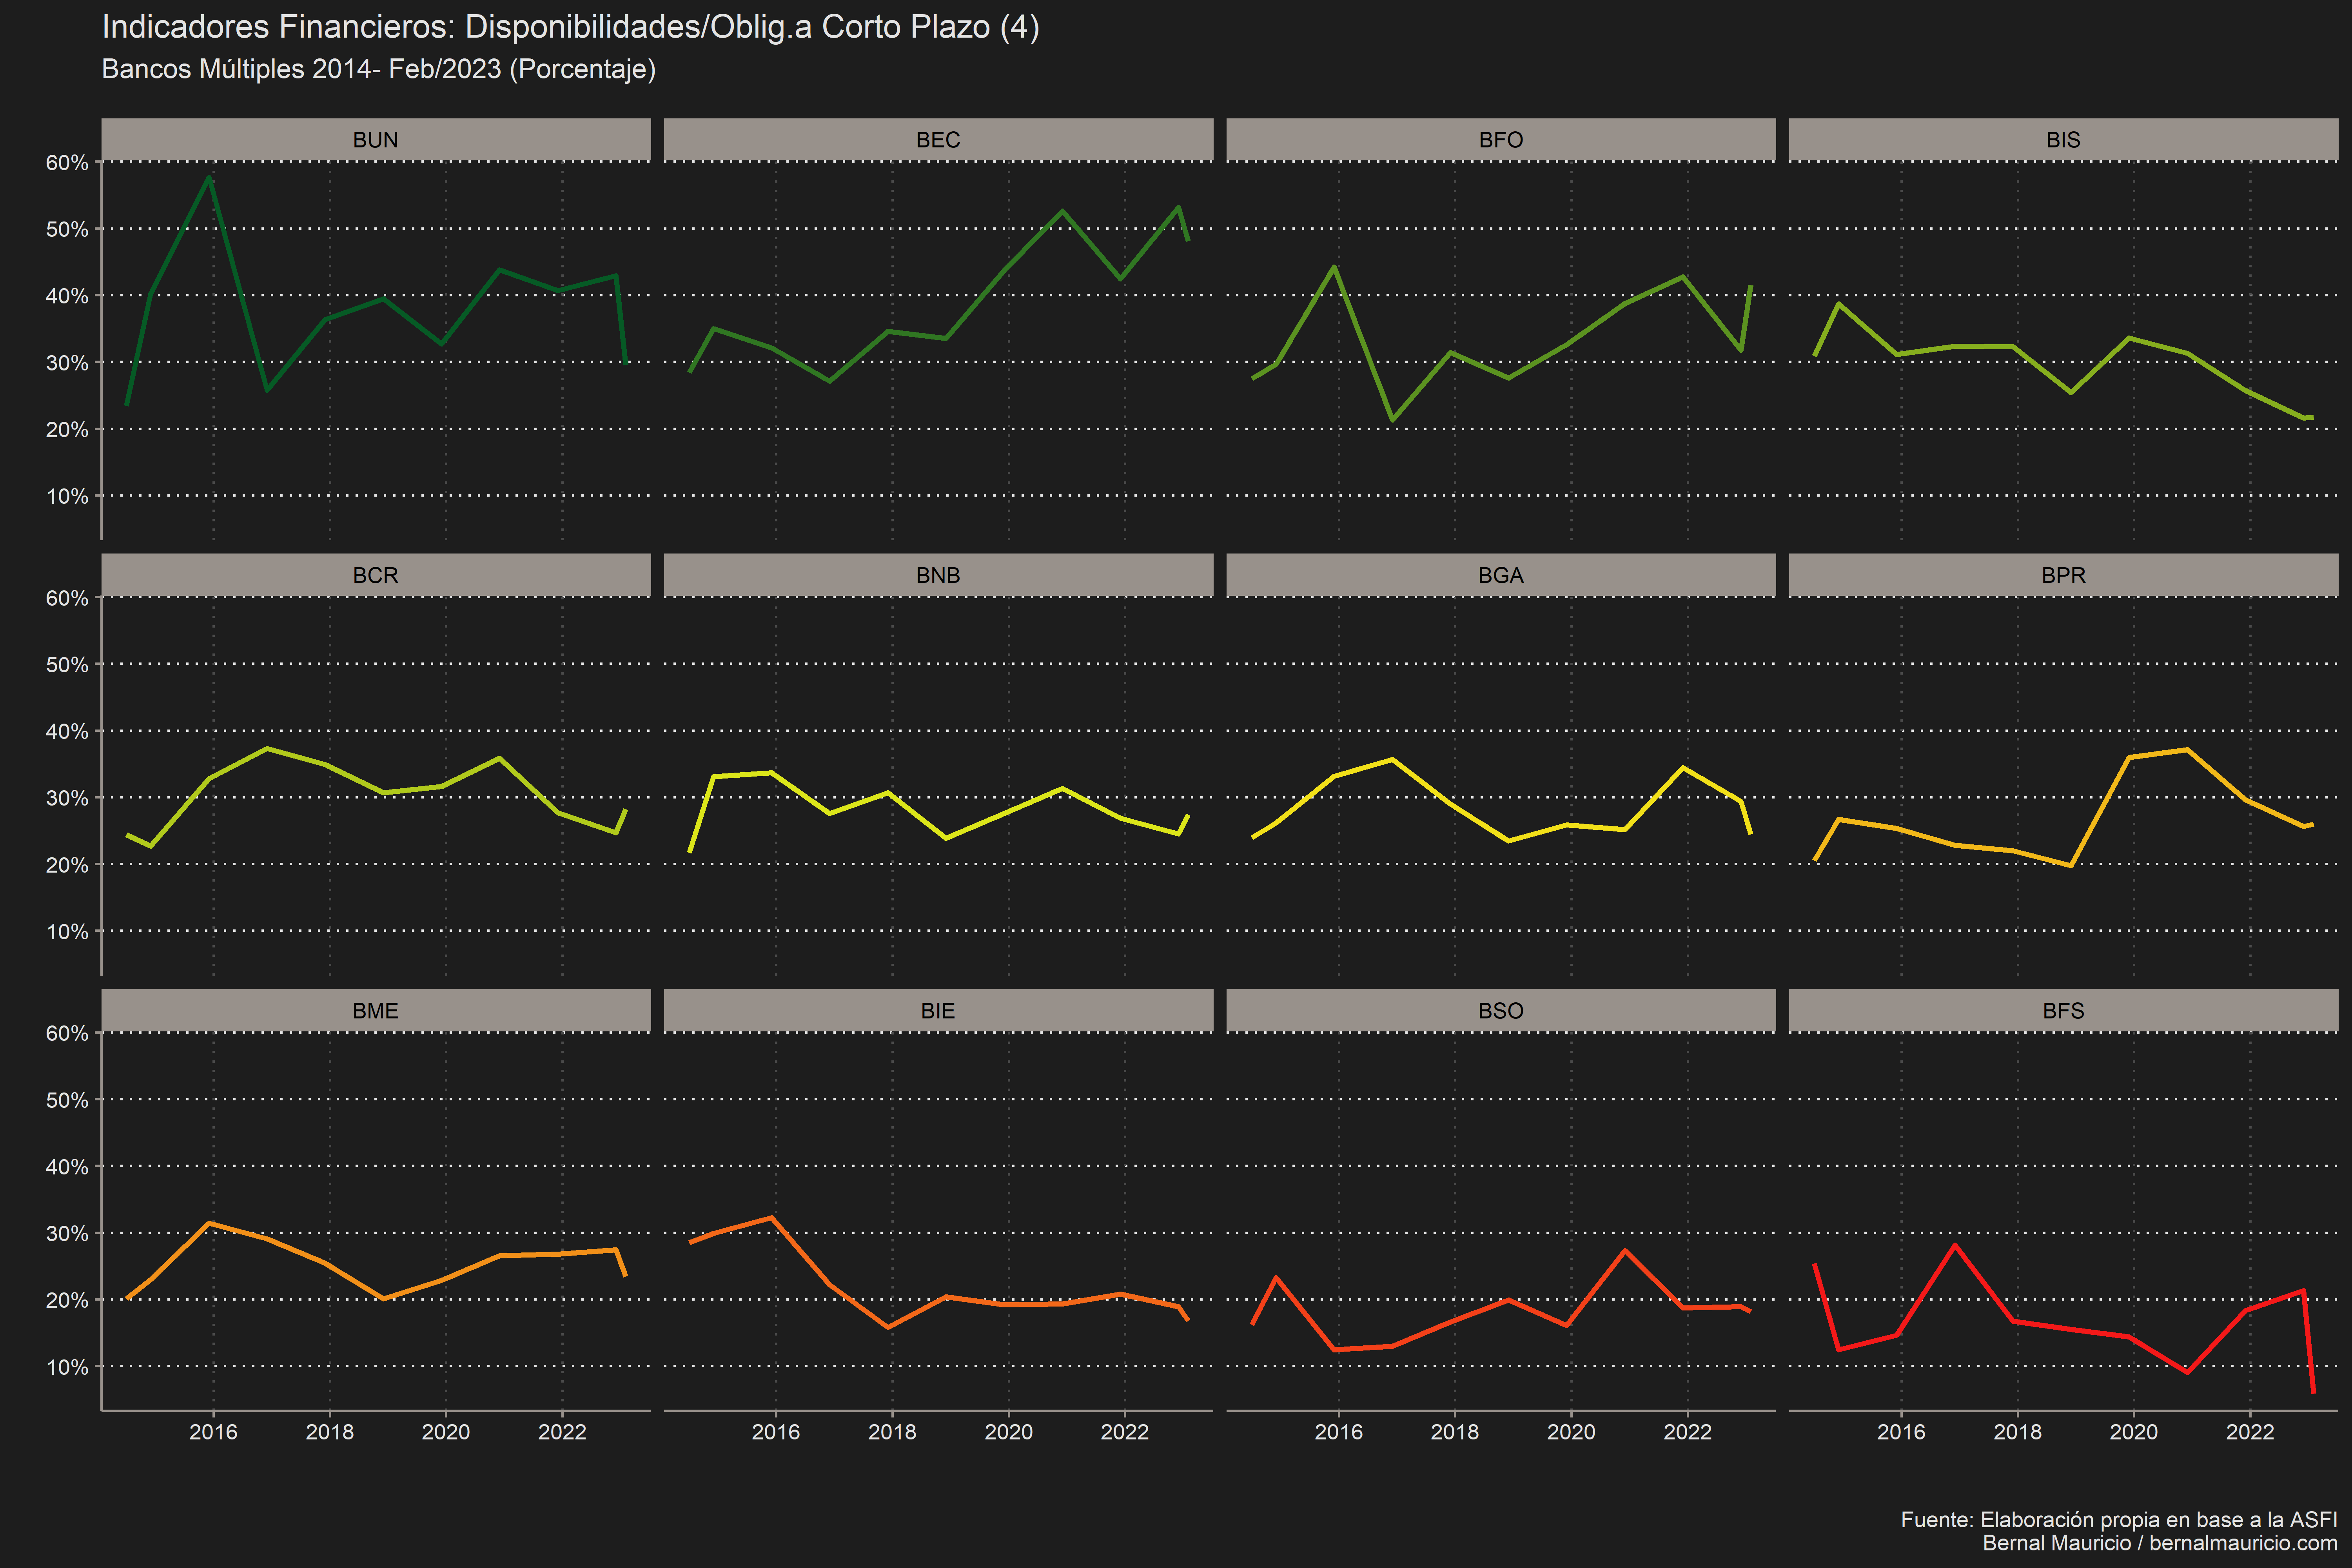 Indicadores Financieros: Disponibilidades/Oblig.a Corto Plazo (4)
Bancos Múltiples 2014- Feb/2023 (Porcentaje)
BUN
BEC
BFO
BIS
60%
50%
40%
30%
20%
10%
BCR
BNB
BGA
BPR
60%
50%
40%
30%
20%
10%
BME
BIE
BSO
BFS
60%
50%
40%
30%
20%
10%
2016 2018 2020 2022
2016 2018 2020 2022
2016 2018 2020 2022
2016 2018 2020 2022
Fuente: Elaboración propia en base a la ASFI
Bernal Mauricio / bernalmauricio.com